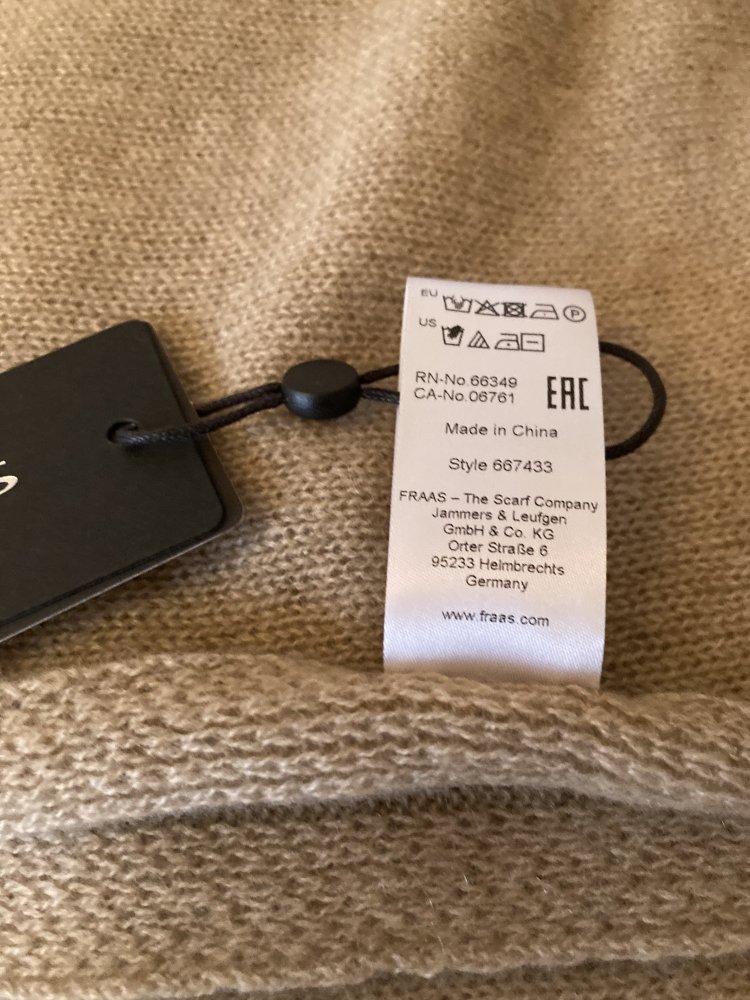 EU
P
US
RN-No.66349
CA-No.06761
EAC
Made in China
Style 667433
FRAAS – The Scarf Company
Jammers & Leufgen
GmbH & Co. KG
Orter Straße 6
95233 Helmbrechts
Germany
www.fraas.com